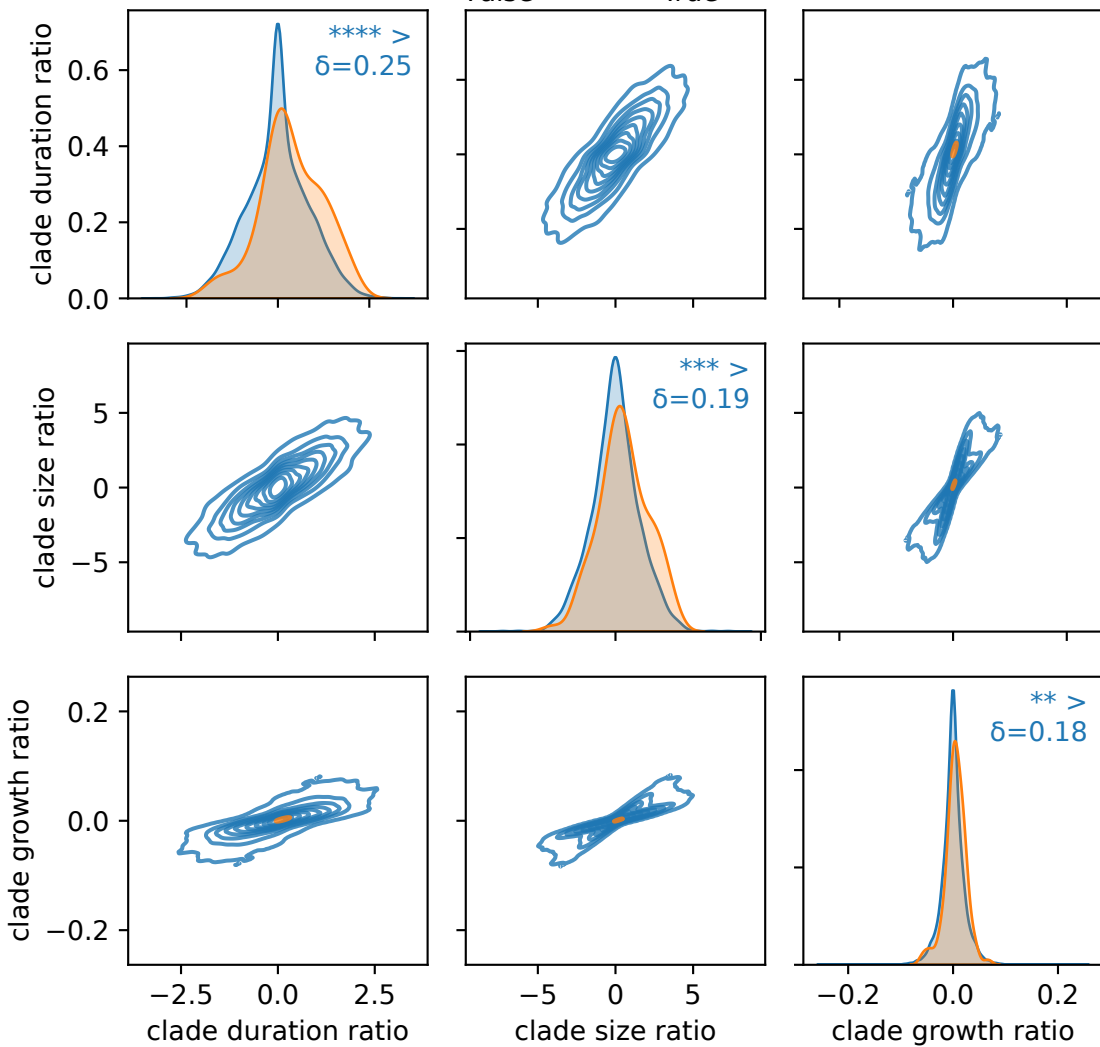 clade duration ratio
0.6
0.4
0.2
0.0
**** >
δ=0.25
clade size ratio
5
0
−5
*** >
δ=0.19
clade growth ratio
0.2
0.0
−0.2
** >
δ=0.18
−2.5 0.0 2.5
−5 0 5
−0.2 0.0 0.2
clade duration ratio
clade size ratio
clade growth ratio